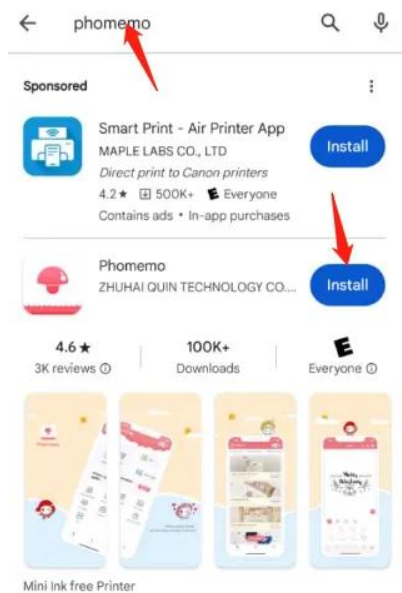 phomemo
Sponsored
Smart Print - Air Printer App
MAPLE LABS CO., LTD
Direct print to Canon printers
4.2★ 500K+ E Everyone
Contains ads • In-app purchases
Install
Phomemo
ZHUHAI QUIN TECHNOLOGY CO....
Install
4.6★ 100K+ E
3K reviews Downloads Everyone
Mini Ink free Printer